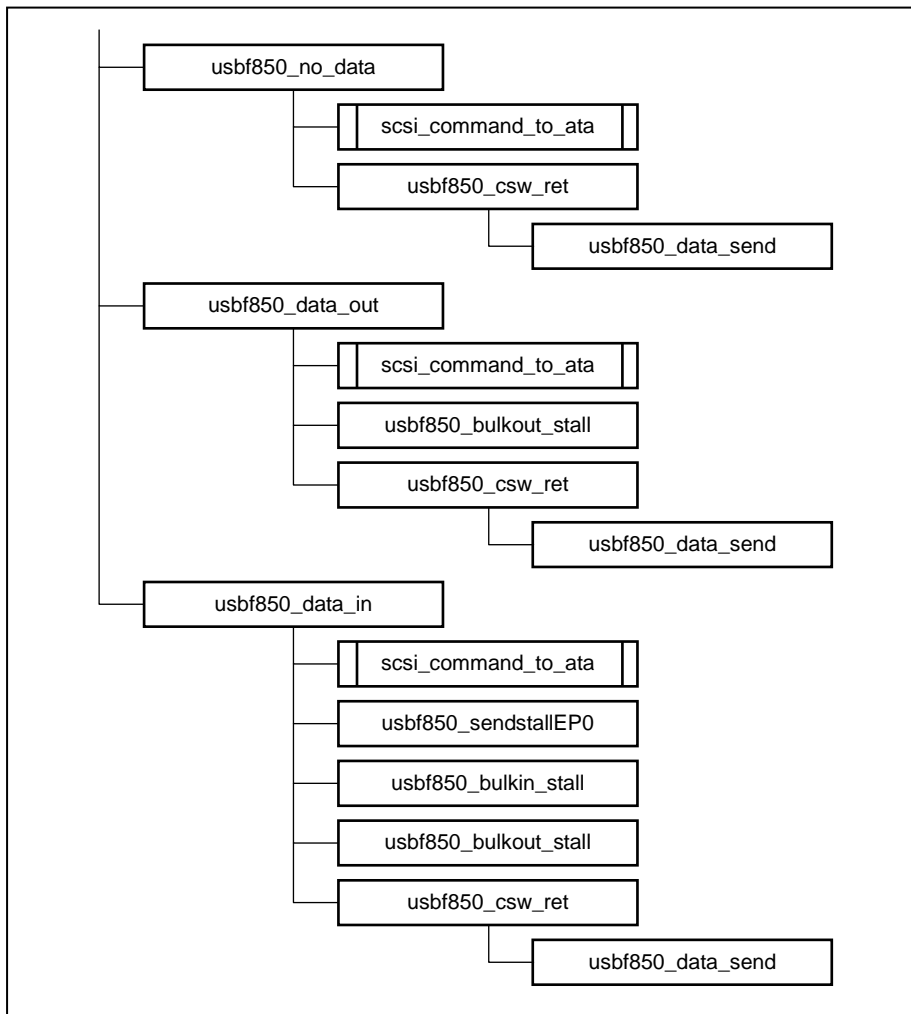 usbf850_no_data
scsi_command_to_ata
usbf850_csw_ret
usbf850_data_send
usbf850_data_out
scsi_command_to_ata
usbf850_bulkout_stall
usbf850_csw_ret
usbf850_data_send
usbf850_data_in
scsi_command_to_ata
usbf850_sendstallEP0
usbf850_bulkin_stall
usbf850_bulkout_stall
usbf850_csw_ret
usbf850_data_send